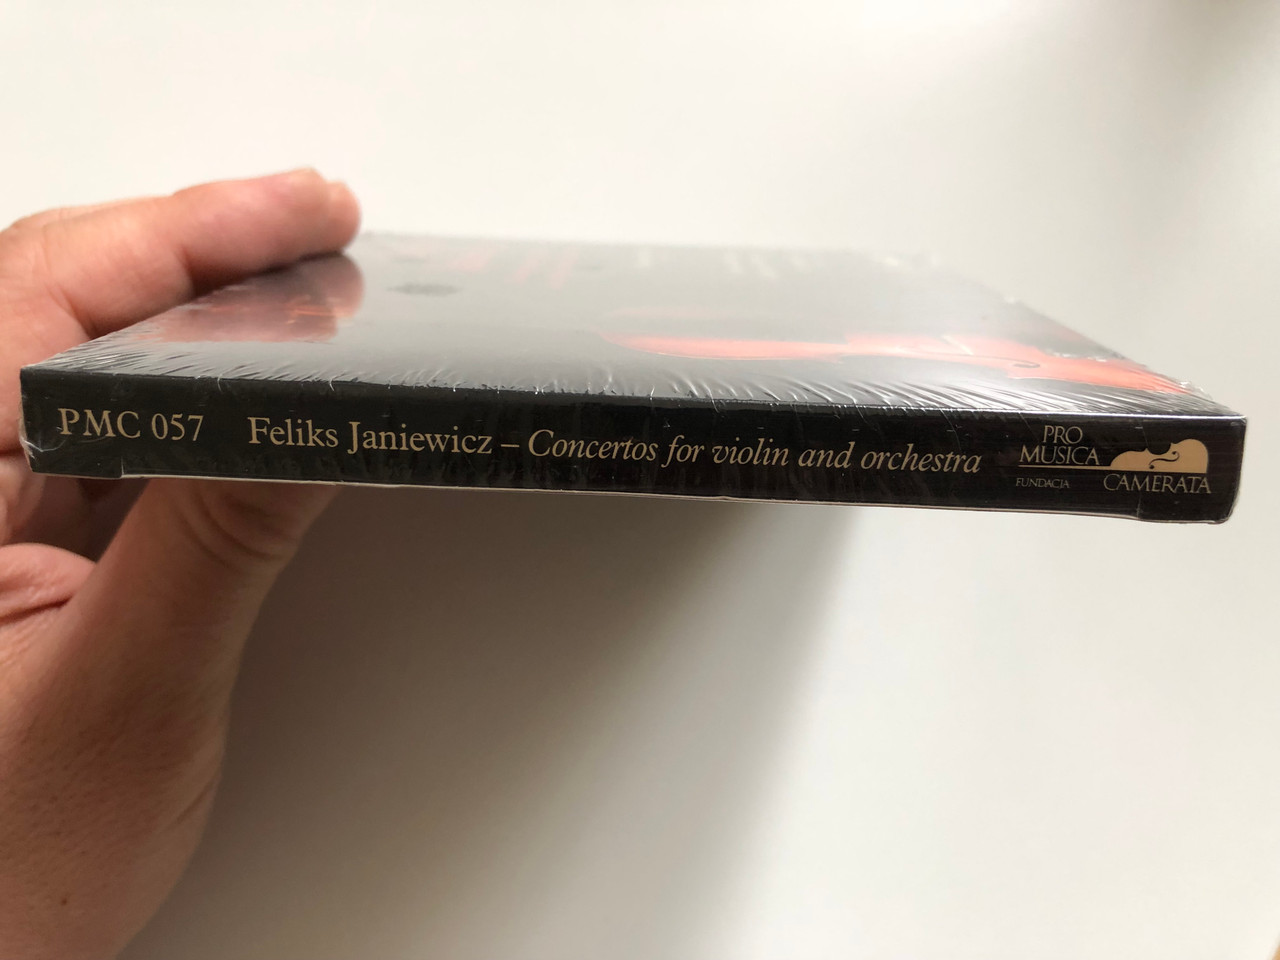 PMC 057 Feliks Janiewicz – Concertos for violin and orchestra
PRO
MUSICA
FUNDACJA CAMERATA